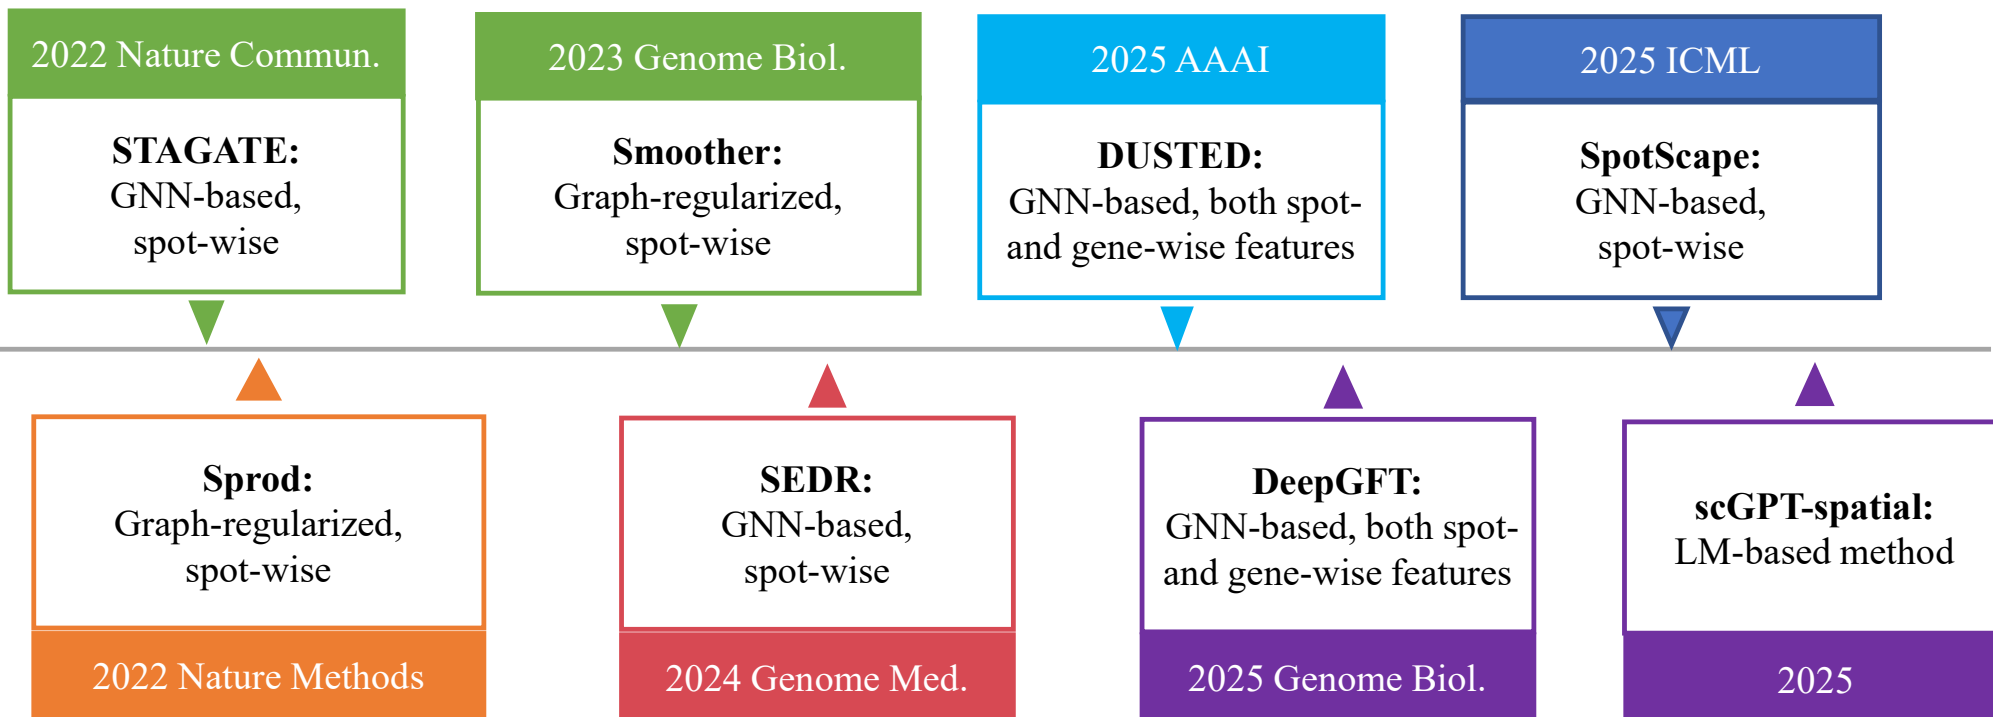 2022 Nature Commun.
STAGATE:
GNN-based,
spot-wise
2023 Genome Biol.
Smoother:
Graph-regularized,
spot-wise
2025 AAAI
DUSTED:
GNN-based, both spot-
and gene-wise features
2025 ICML
SpotScape:
GNN-based,
spot-wise
Sprod:
Graph-regularized,
spot-wise
2022 Nature Methods
SEDR:
GNN-based,
spot-wise
2024 Genome Med.
DeepGFT:
GNN-based, both spot-
and gene-wise features
2025 Genome Biol.
scGPT-spatial:
LM-based method
2025